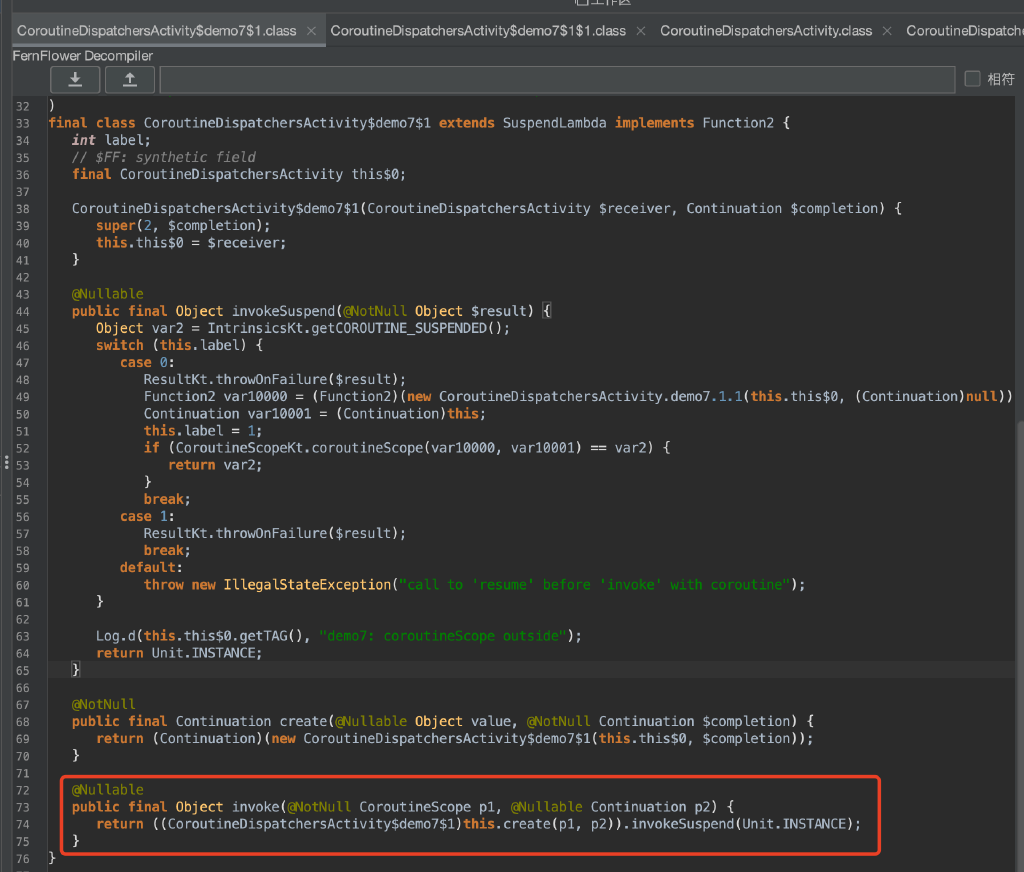 工作区
CoroutineDispatchersActivity$demo7$1.class × CoroutineDispatchersActivity$demo7$1$1.class × CoroutineDispatchersActivity.class × CoroutineDispatche
FernFlower Decompiler
相符
32 )
33 final class CoroutineDispatchersActivity$demo7$1 extends SuspendLambda implements Function2 {
34    int label;
35    // $FF: synthetic field
36    final CoroutineDispatchersActivity this$0;
37
38    CoroutineDispatchersActivity$demo7$1(CoroutineDispatchersActivity $receiver, Continuation $completion) {
39       super(2, $completion);
40       this.this$0 = $receiver;
41    }
42
43    @Nullable
44    public final Object invokeSuspend(@NotNull Object $result) {
45       Object var2 = IntrinsicsKt.getCOROUTINE_SUSPENDED();
46       switch (this.label) {
47          case 0:
48             ResultKt.throwOnFailure($result);
49             Function2 var10000 = (Function2)(new CoroutineDispatchersActivity.demo7.1.1(this.this$0, (Continuation)null))
50             Continuation var10001 = (Continuation)this;
51             this.label = 1;
52             if (CoroutineScopeKt.coroutineScope(var10000, var10001) == var2) {
53                return var2;
54             }
55             break;
56          case 1:
57             ResultKt.throwOnFailure($result);
58             break;
59          default:
60             throw new IllegalStateException("call to 'resume' before 'invoke' with coroutine");
61       }
62
63       Log.d(this.this$0.getTAG(), "demo7: coroutineScope outside");
64       return Unit.INSTANCE;
65    }
66
67    @NotNull
68    public final Continuation create(@Nullable Object value, @NotNull Continuation $completion) {
69       return (Continuation)(new CoroutineDispatchersActivity$demo7$1(this.this$0, $completion));
70    }
71
72    @Nullable
73    public final Object invoke(@NotNull CoroutineScope p1, @Nullable Continuation p2) {
74       return ((CoroutineDispatchersActivity$demo7$1)this.create(p1, p2)).invokeSuspend(Unit.INSTANCE);
75    }
76 }